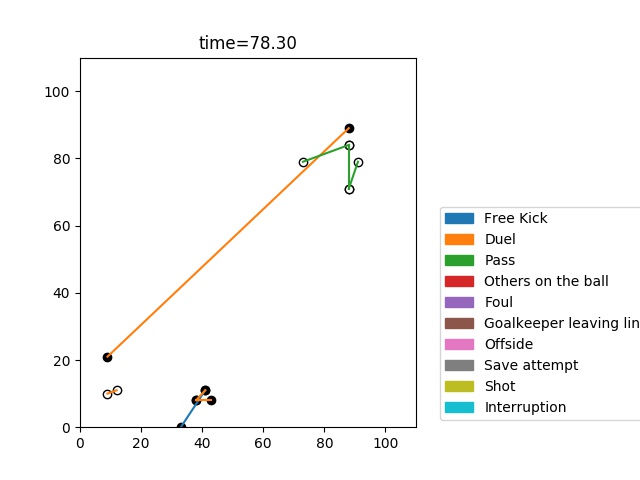 time=78.30
100
80
60
40
20
0
0 20 40 60 80 100
Free Kick
Duel
Pass
Others on the ball
Foul
Goalkeeper leaving lin
Offside
Save attempt
Shot
Interruption